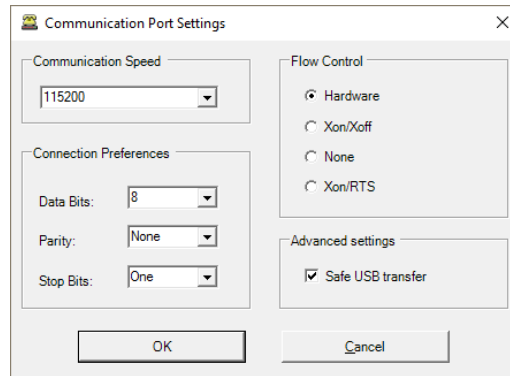 Communication Port Settings
Communication Speed
115200
Connection Preferences
Data Bits: 8
Parity: None
Stop Bits: One
Flow Control
Hardware
Xon/Xoff
None
Xon/RTS
Advanced settings
Safe USB transfer
OK
Cancel